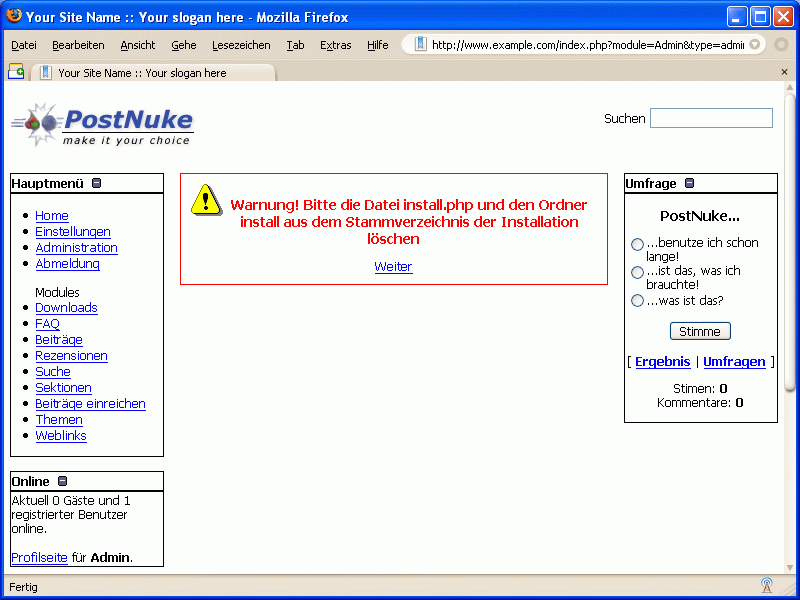 Your Site Name :: Your slogan here - Mozilla Firefox
Datei Bearbeiten Ansicht Gehe Lesezeichen Tab Extras Hilfe http://www.example.com/index.php?module=Admin&type=admin
Your Site Name :: Your slogan here
PostNuke
make it your choice
Suchen
Hauptmenü
Home
Einstellungen
Administration
Abmeldung
Modules
Downloads
FAQ
Beiträge
Rezensionen
Suche
Sektionen
Beiträge einreichen
Themen
Weblinks
Online
Aktuell 0 Gäste und 1
registrierter Benutzer
online.
Profilseite für Admin.
Warnung! Bitte die Datei install.php und den Ordner
install aus dem Stammverzeichnis der Installation
löschen
Weiter
Umfrage
PostNuke...
...benutze ich schon
lange!
...ist das, was ich
brauchte!
...was ist das?
Stimme
[ Ergebnis | Umfragen ]
Stimen: 0
Kommentare: 0
Fertig